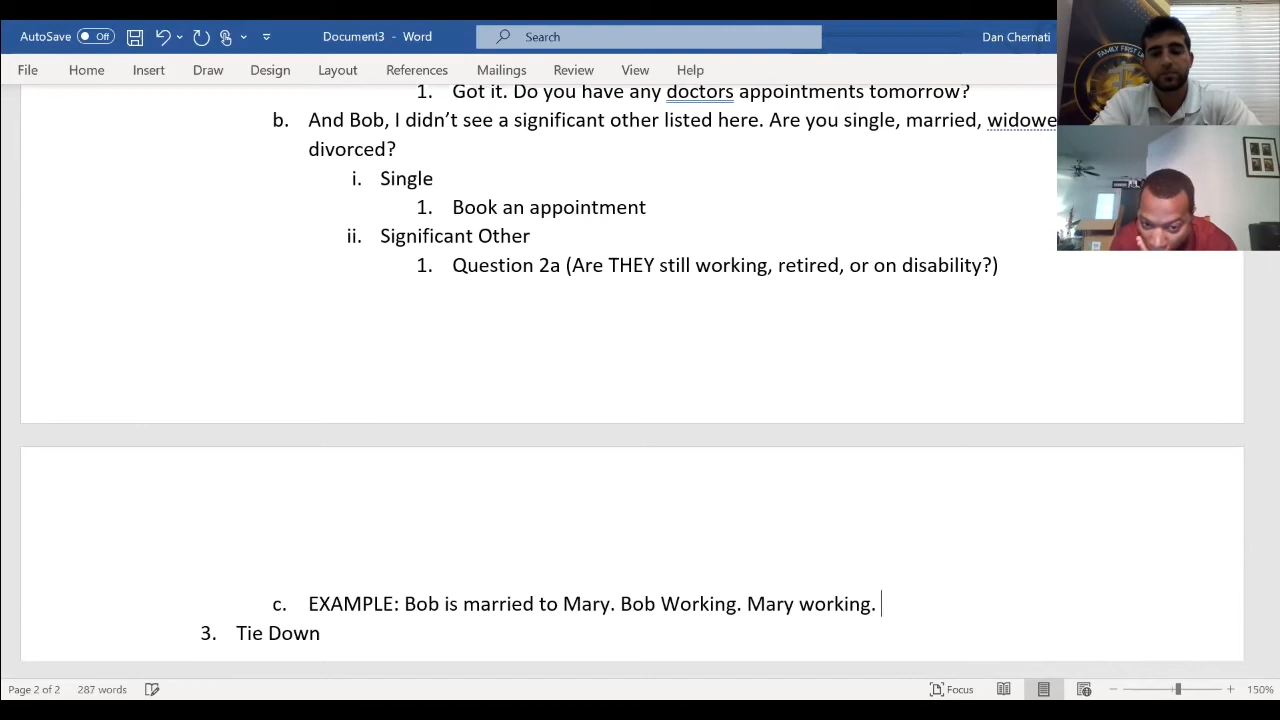 AutoSave Off Document3 - Word Search Dan Chernati
File Home Insert Draw Design Layout References Mailings Review View Help
FAMILY FIRST
1. Got it. Do you have any doctors appointments tomorrow?
b. And Bob, I didn't see a significant other listed here. Are you single, married, widowe
divorced?
i. Single
1. Book an appointment
ii. Significant Other
1. Question 2a (Are THEY still working, retired, or on disability?)
c. EXAMPLE: Bob is married to Mary. Bob Working. Mary working.
3. Tie Down
Page 2 of 2 287 words Focus 150%